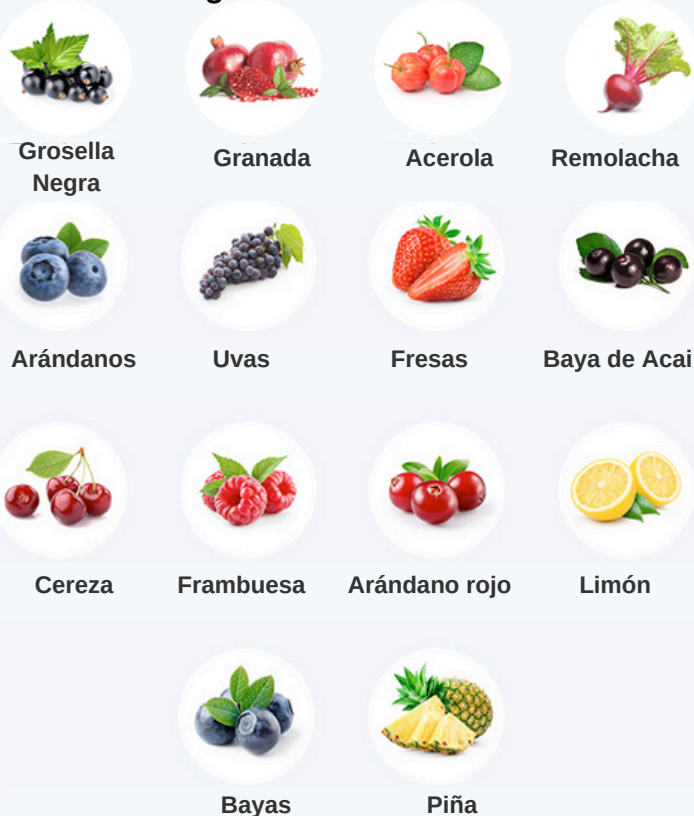 Grosella
Negra
Granada
Acerola
Remolacha
Arándanos
Uvas
Fresas
Baya de Acai
Cereza
Frambuesa
Arándano rojo
Limón
Bayas
Piña